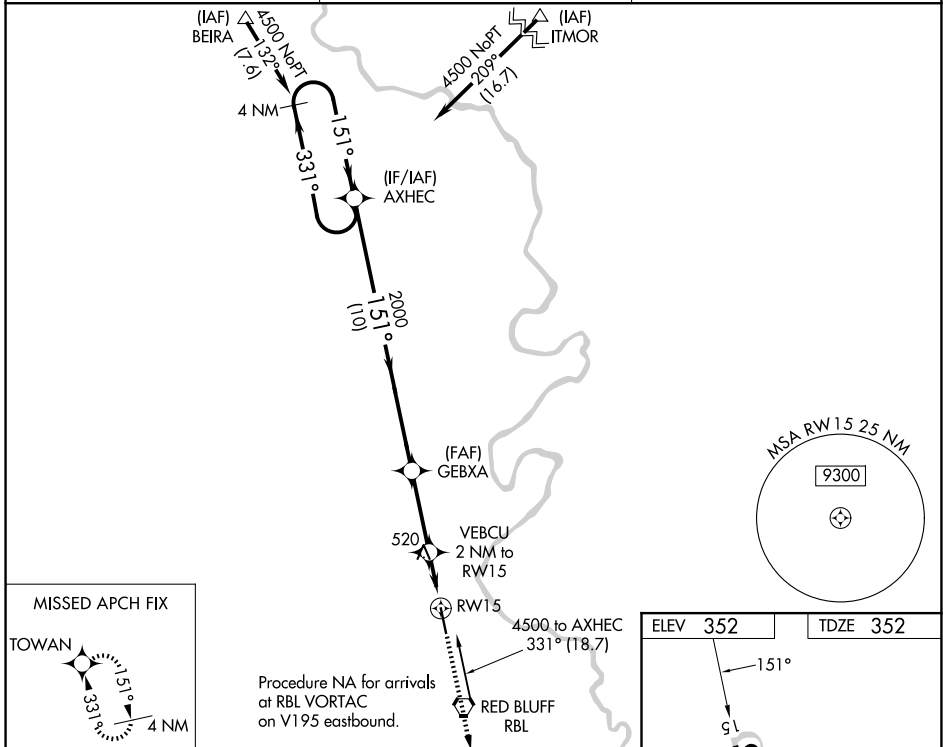 (IAF)
BEIRA
4500 NoPT
132°
(7.6)
(IAF)
ITMOR
4500 NoPT
209°
(16.7)
4 NM
151°
331°
(IF/IAF)
AXHEC
2000
151°
(10)
(FAF)
GEBXA
MSA RW15 25 NM
9300
520
VEBCU
2 NM to
RW15
RW15
4500 to AXHEC
331° (18.7)
Procedure NA for arrivals
at RBL VORTAC
on V195 eastbound.
RED BLUFF
RBL
MISSED APCH FIX
TOWAN
151°
331°
4 NM
ELEV 352
TDZE 352
151°
15